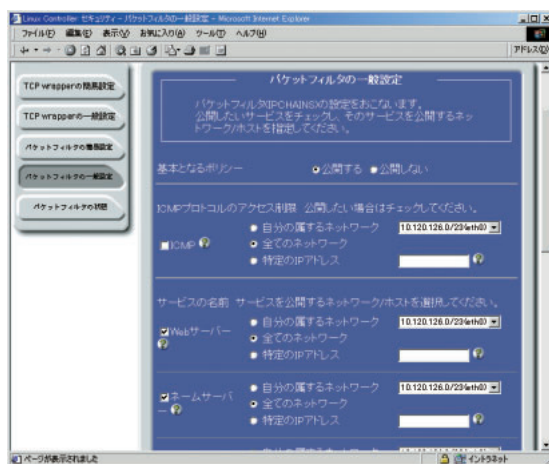 Linux Controller セキュリティ - パケットフィルタの一般設定 - Microsoft Internet Explorer
ファイル(F) 編集(E) 表示(V) お気に入り(A) ツール(T) ヘルプ(H)
アドレス(D)
TCP wrapperの簡易設定
TCP wrapperの一般設定
パケットフィルタの簡易設定
パケットフィルタの一般設定
パケットフィルタの状態
パケットフィルタの一般設定
パケットフィルタ(IPCHAINS)の設定をおこないます。
公開したいサービスをチェックし、そのサービスを公開するネッ
トワーク/ホストを指定してください。
基本となるポリシー 公開する 公開しない
ICMPプロトコルのアクセス制限 公開したい場合はチェックしてください。
ICMP
自分の属するネットワーク 10.120.126.0/23(eth0)
全てのネットワーク
特定のIPアドレス
サービスの名前 サービスを公開するネットワーク/ホストを選択してください。
Webサーバー
自分の属するネットワーク 10.120.126.0/23(eth0)
全てのネットワーク
特定のIPアドレス
ネームサーバ
ー
自分の属するネットワーク 10.120.126.0/23(eth0)
全てのネットワーク
特定のIPアドレス
ページが表示されました イントラネット